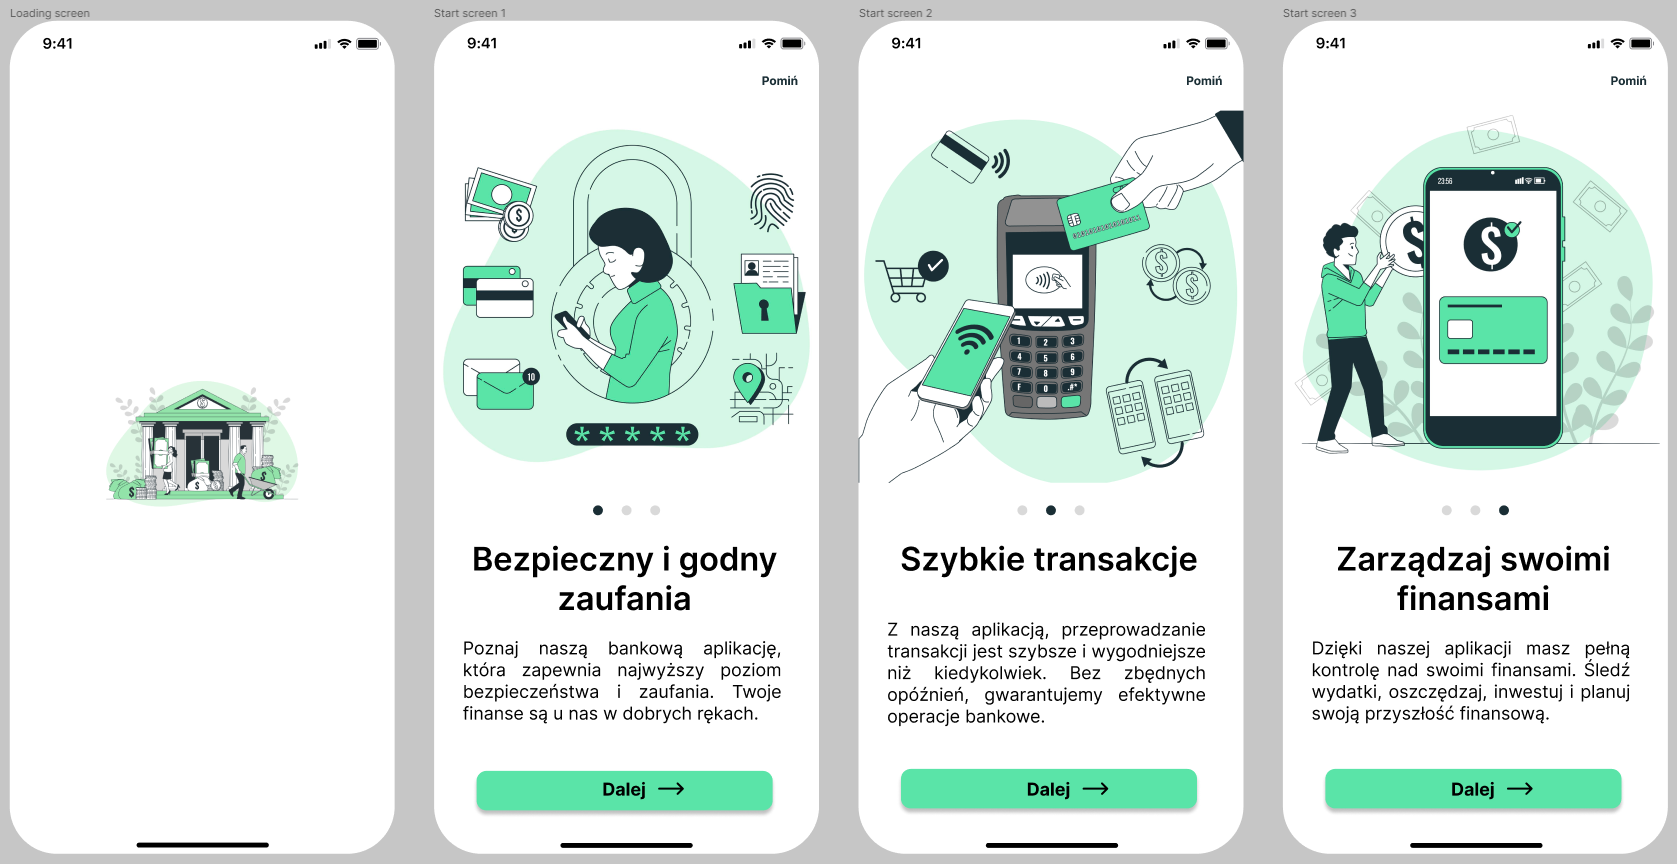 Loading screen
9:41
Start screen 1
9:41
Pomiń
10
Bezpieczny i godny
zaufania
Poznaj naszą bankową aplikację,
która zapewnia najwyższy poziom
bezpieczeństwa i zaufania. Twoje
finanse są u nas w dobrych rękach.
Dalej
Start screen 2
9:41
Pomiń
1 2 3
4 5 6
7 8 9
F 0 .#*
Szybkie transakcje
Z naszą aplikacją, przeprowadzanie
transakcji jest szybsze i wygodniejsze
niż kiedykolwiek. Bez zbędnych
opóźnień, gwarantujemy efektywne
operacje bankowe.
Dalej
Start screen 3
9:41
Pomiń
23:56
Zarządzaj swoimi
finansami
Dzięki naszej aplikacji masz pełną
kontrolę nad swoimi finansami. Śledź
wydatki, oszczędzaj, inwestuj i planuj
swoją przyszłość finansową.
Dalej